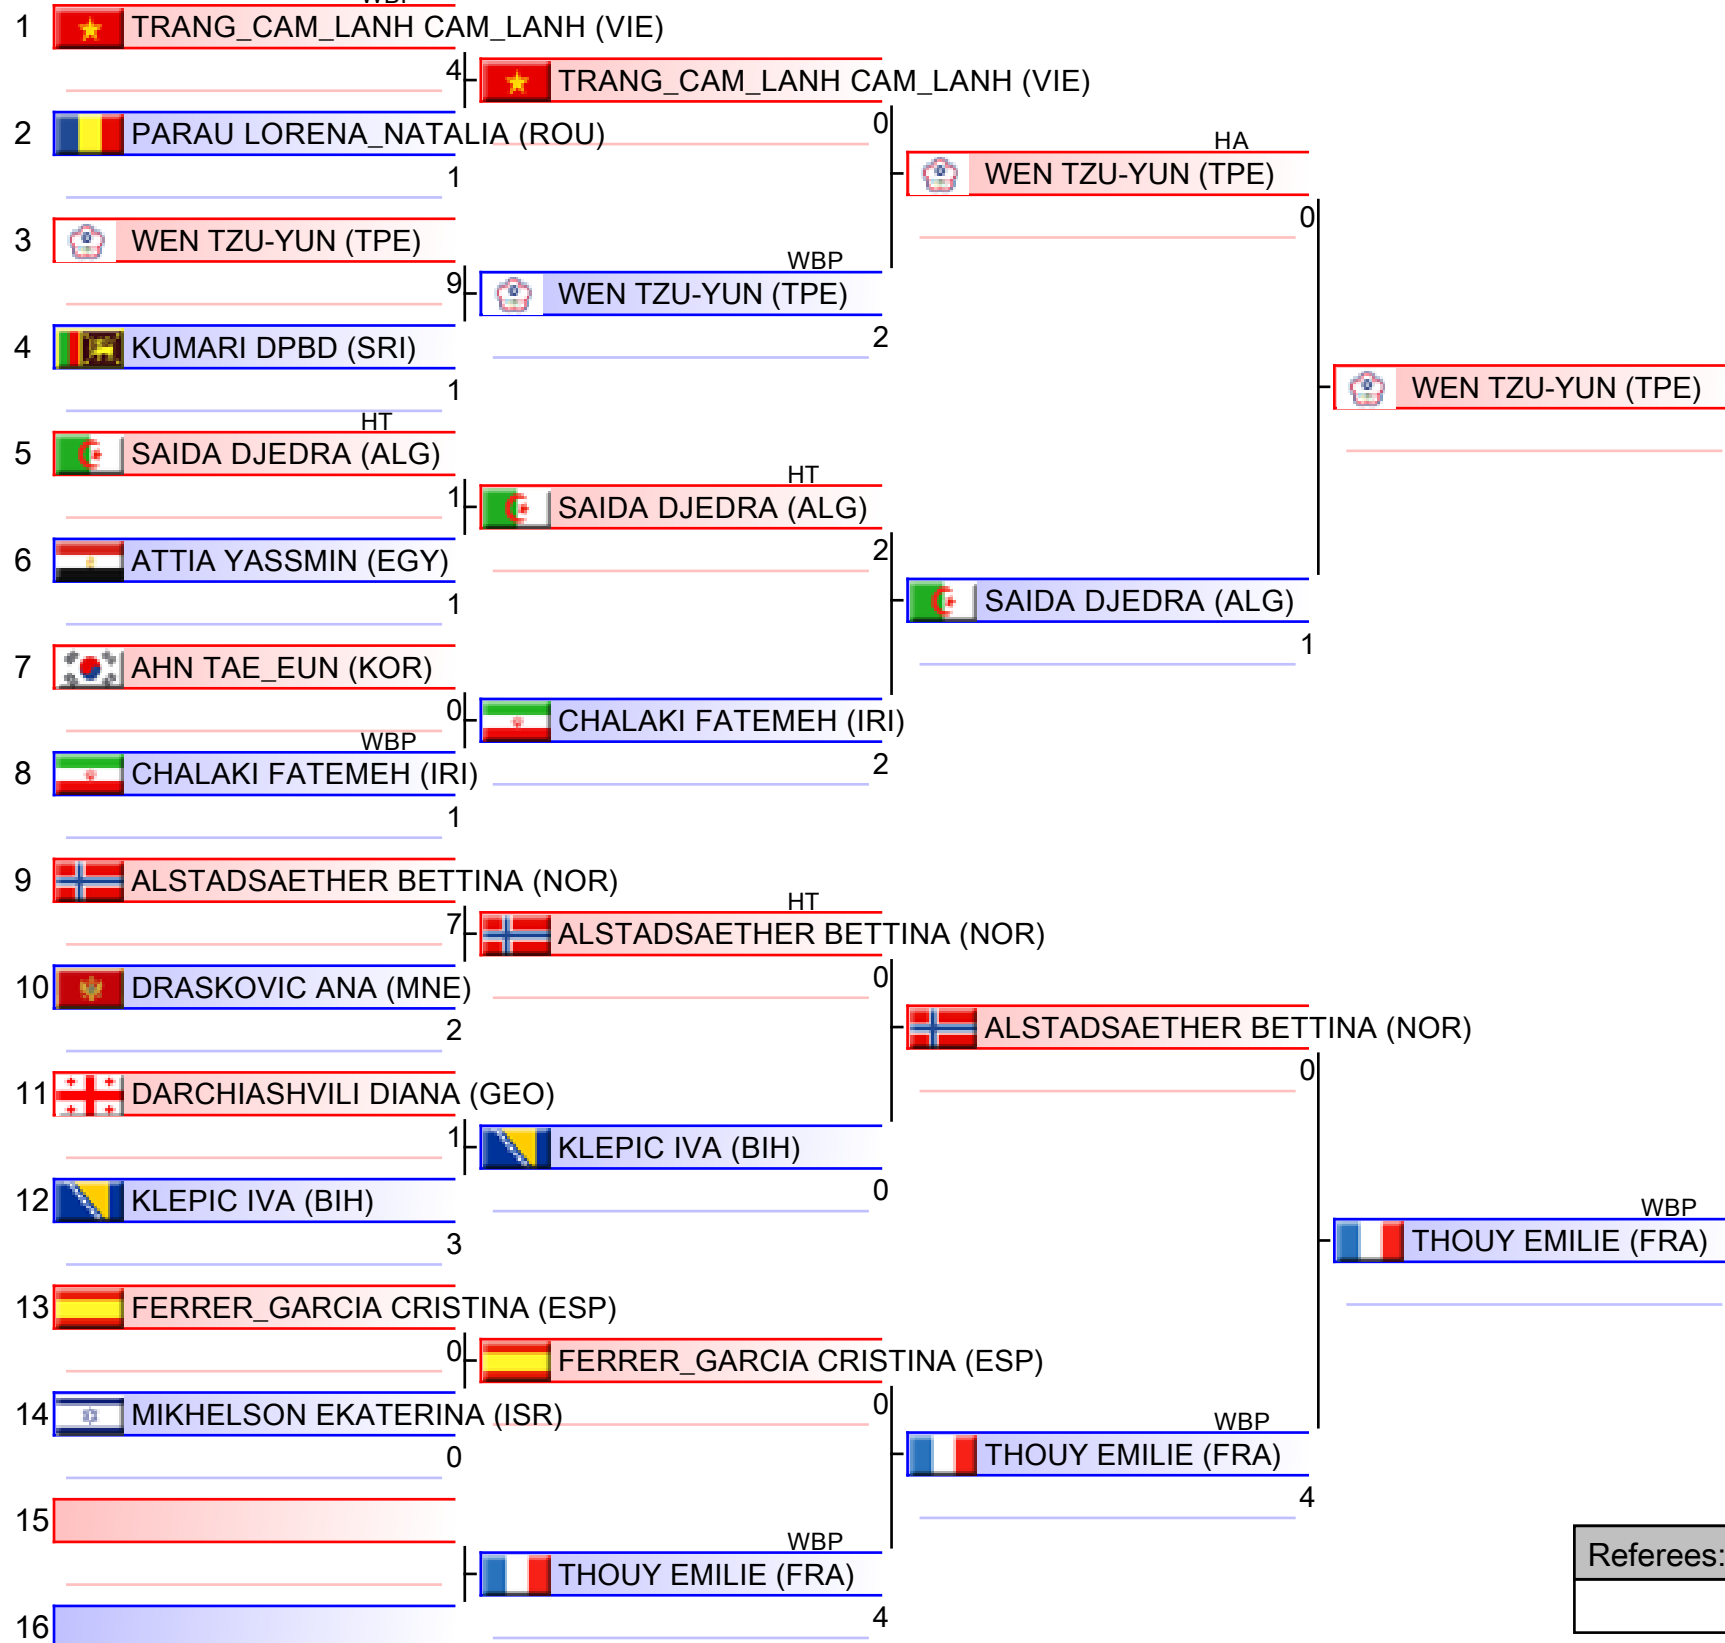 WBP
1 TRANG_CAM_LANH CAM_LANH (VIE)
4 TRANG_CAM_LANH CAM_LANH (VIE)
2 PARAU LORENA_NATALIA (ROU)
0
HA
1
WEN TZU-YUN (TPE)
3 WEN TZU-YUN (TPE)
0
WBP
9 WEN TZU-YUN (TPE)
4 KUMARI DPBD (SRI)
2
1
WEN TZU-YUN (TPE)
HT
5 SAIDA DJEDRA (ALG)
HT
1 SAIDA DJEDRA (ALG)
6 ATTIA YASSMIN (EGY)
2
1
SAIDA DJEDRA (ALG)
1
7 AHN TAE_EUN (KOR)
0 CHALAKI FATEMEH (IRI)
WBP
8 CHALAKI FATEMEH (IRI)
2
1
9 ALSTADSAETHER BETTINA (NOR)
HT
7 ALSTADSAETHER BETTINA (NOR)
10 DRASKOVIC ANA (MNE)
0
2
ALSTADSAETHER BETTINA (NOR)
0
11 DARCHIASHVILI DIANA (GEO)
1 KLEPIC IVA (BIH)
12 KLEPIC IVA (BIH)
0
WBP
3
THOUY EMILIE (FRA)
13 FERRER_GARCIA CRISTINA (ESP)
0 FERRER_GARCIA CRISTINA (ESP)
14 MIKHELSON EKATERINA (ISR)
0
WBP
0
THOUY EMILIE (FRA)
4
15
WBP
THOUY EMILIE (FRA)
Referees:
16
4